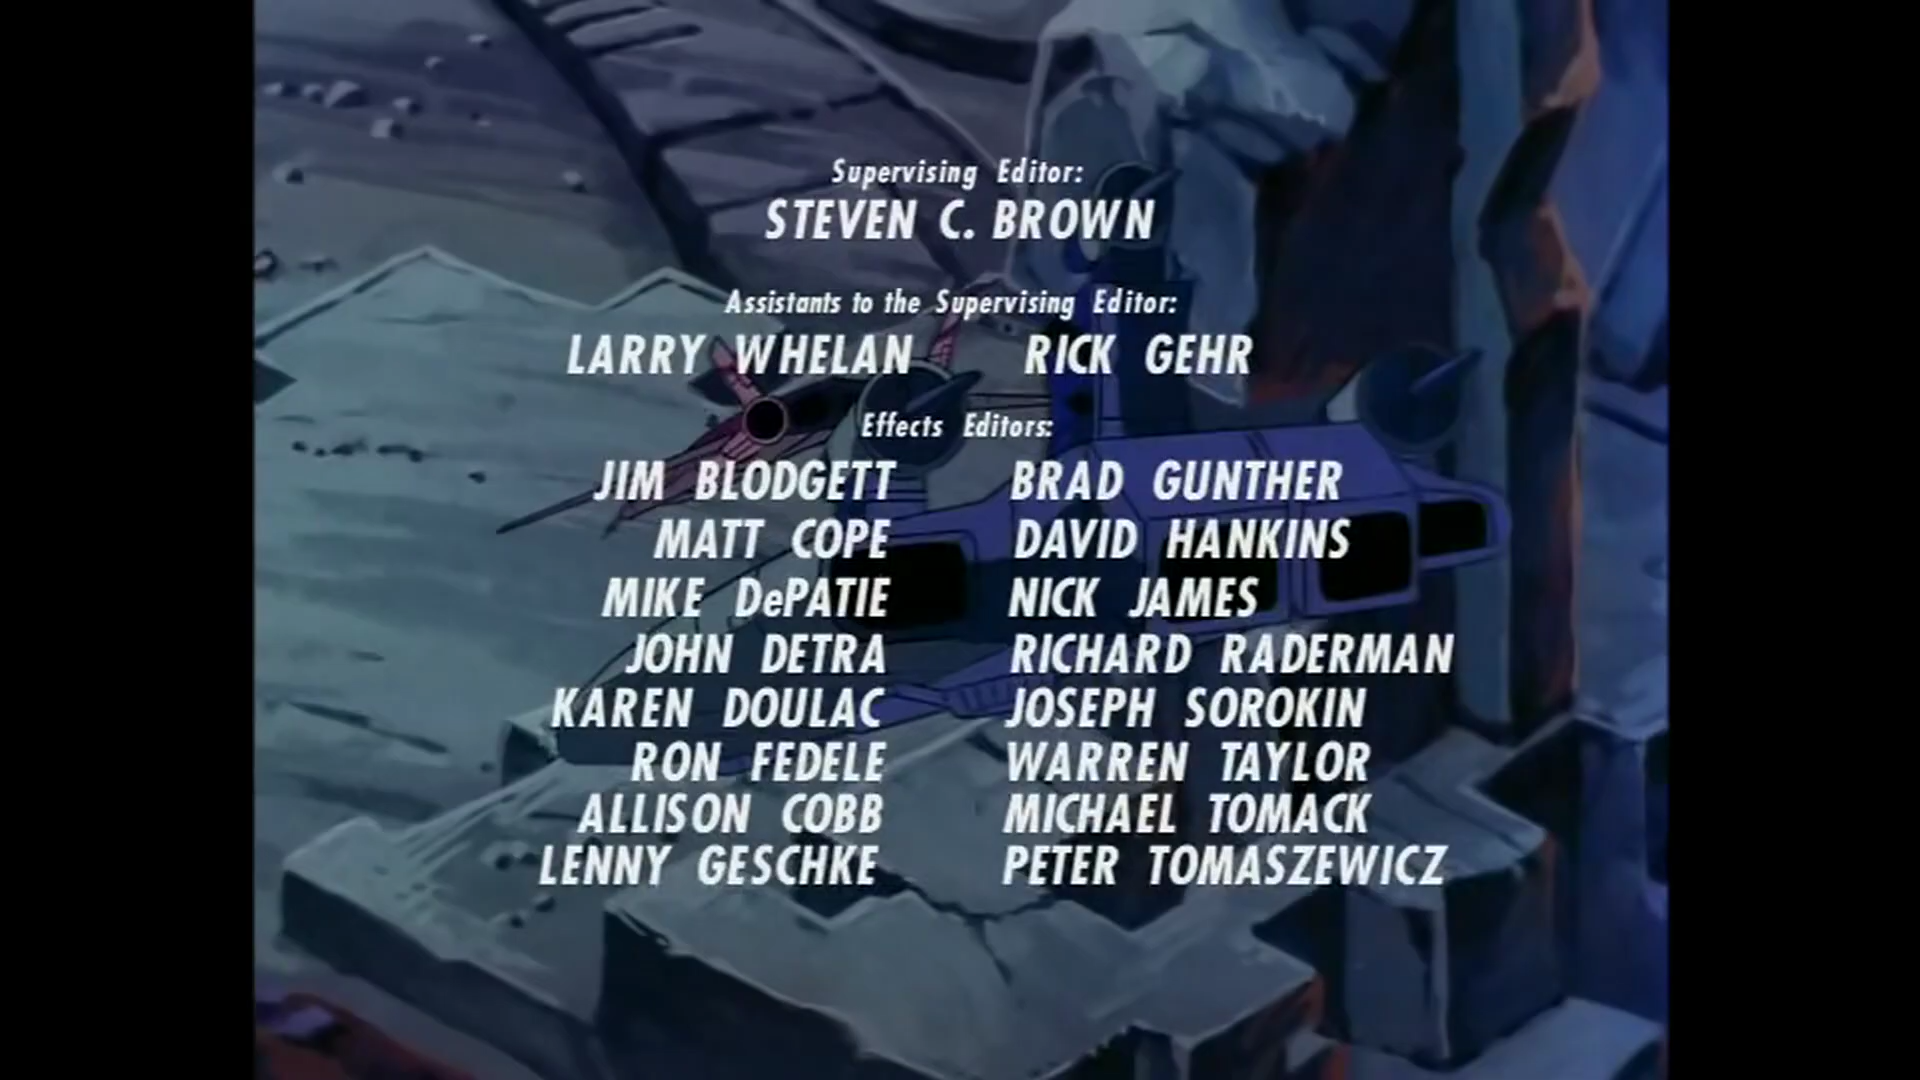 Supervising Editor:
STEVEN C. BROWN
Assistants to the Supervising Editor:
LARRY WHELAN RICK GEHR
Effects Editors:
JIM BLODGETT BRAD GUNTHER
MATT COPE DAVID HANKINS
MIKE DePATIE NICK JAMES
JOHN DETRA RICHARD RADERMAN
KAREN DOULAC JOSEPH SOROKIN
RON FEDELE WARREN TAYLOR
ALLISON COBB MICHAEL TOMACK
LENNY GESCHKE PETER TOMASZEWICZ